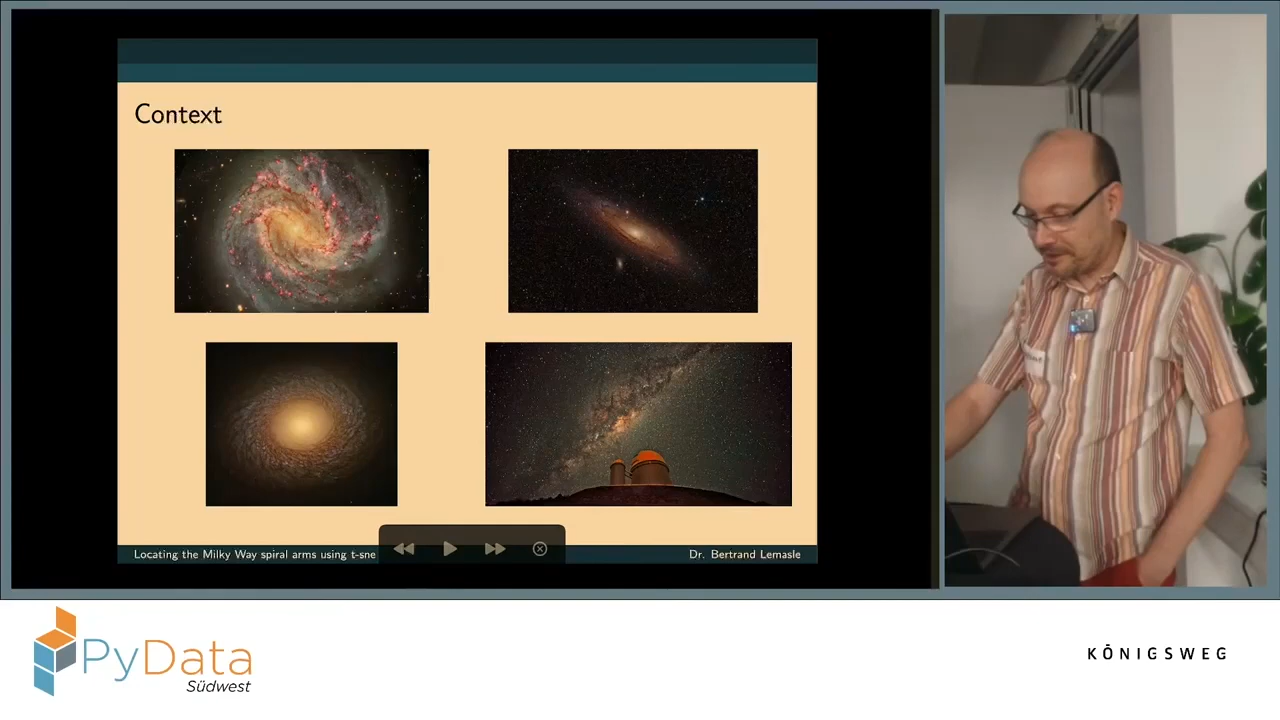 Context
Locating the Milky Way spiral arms using t-sne
Dr. Bertrand Lemasle
PyData
Südwest
KÖNIGSWEG